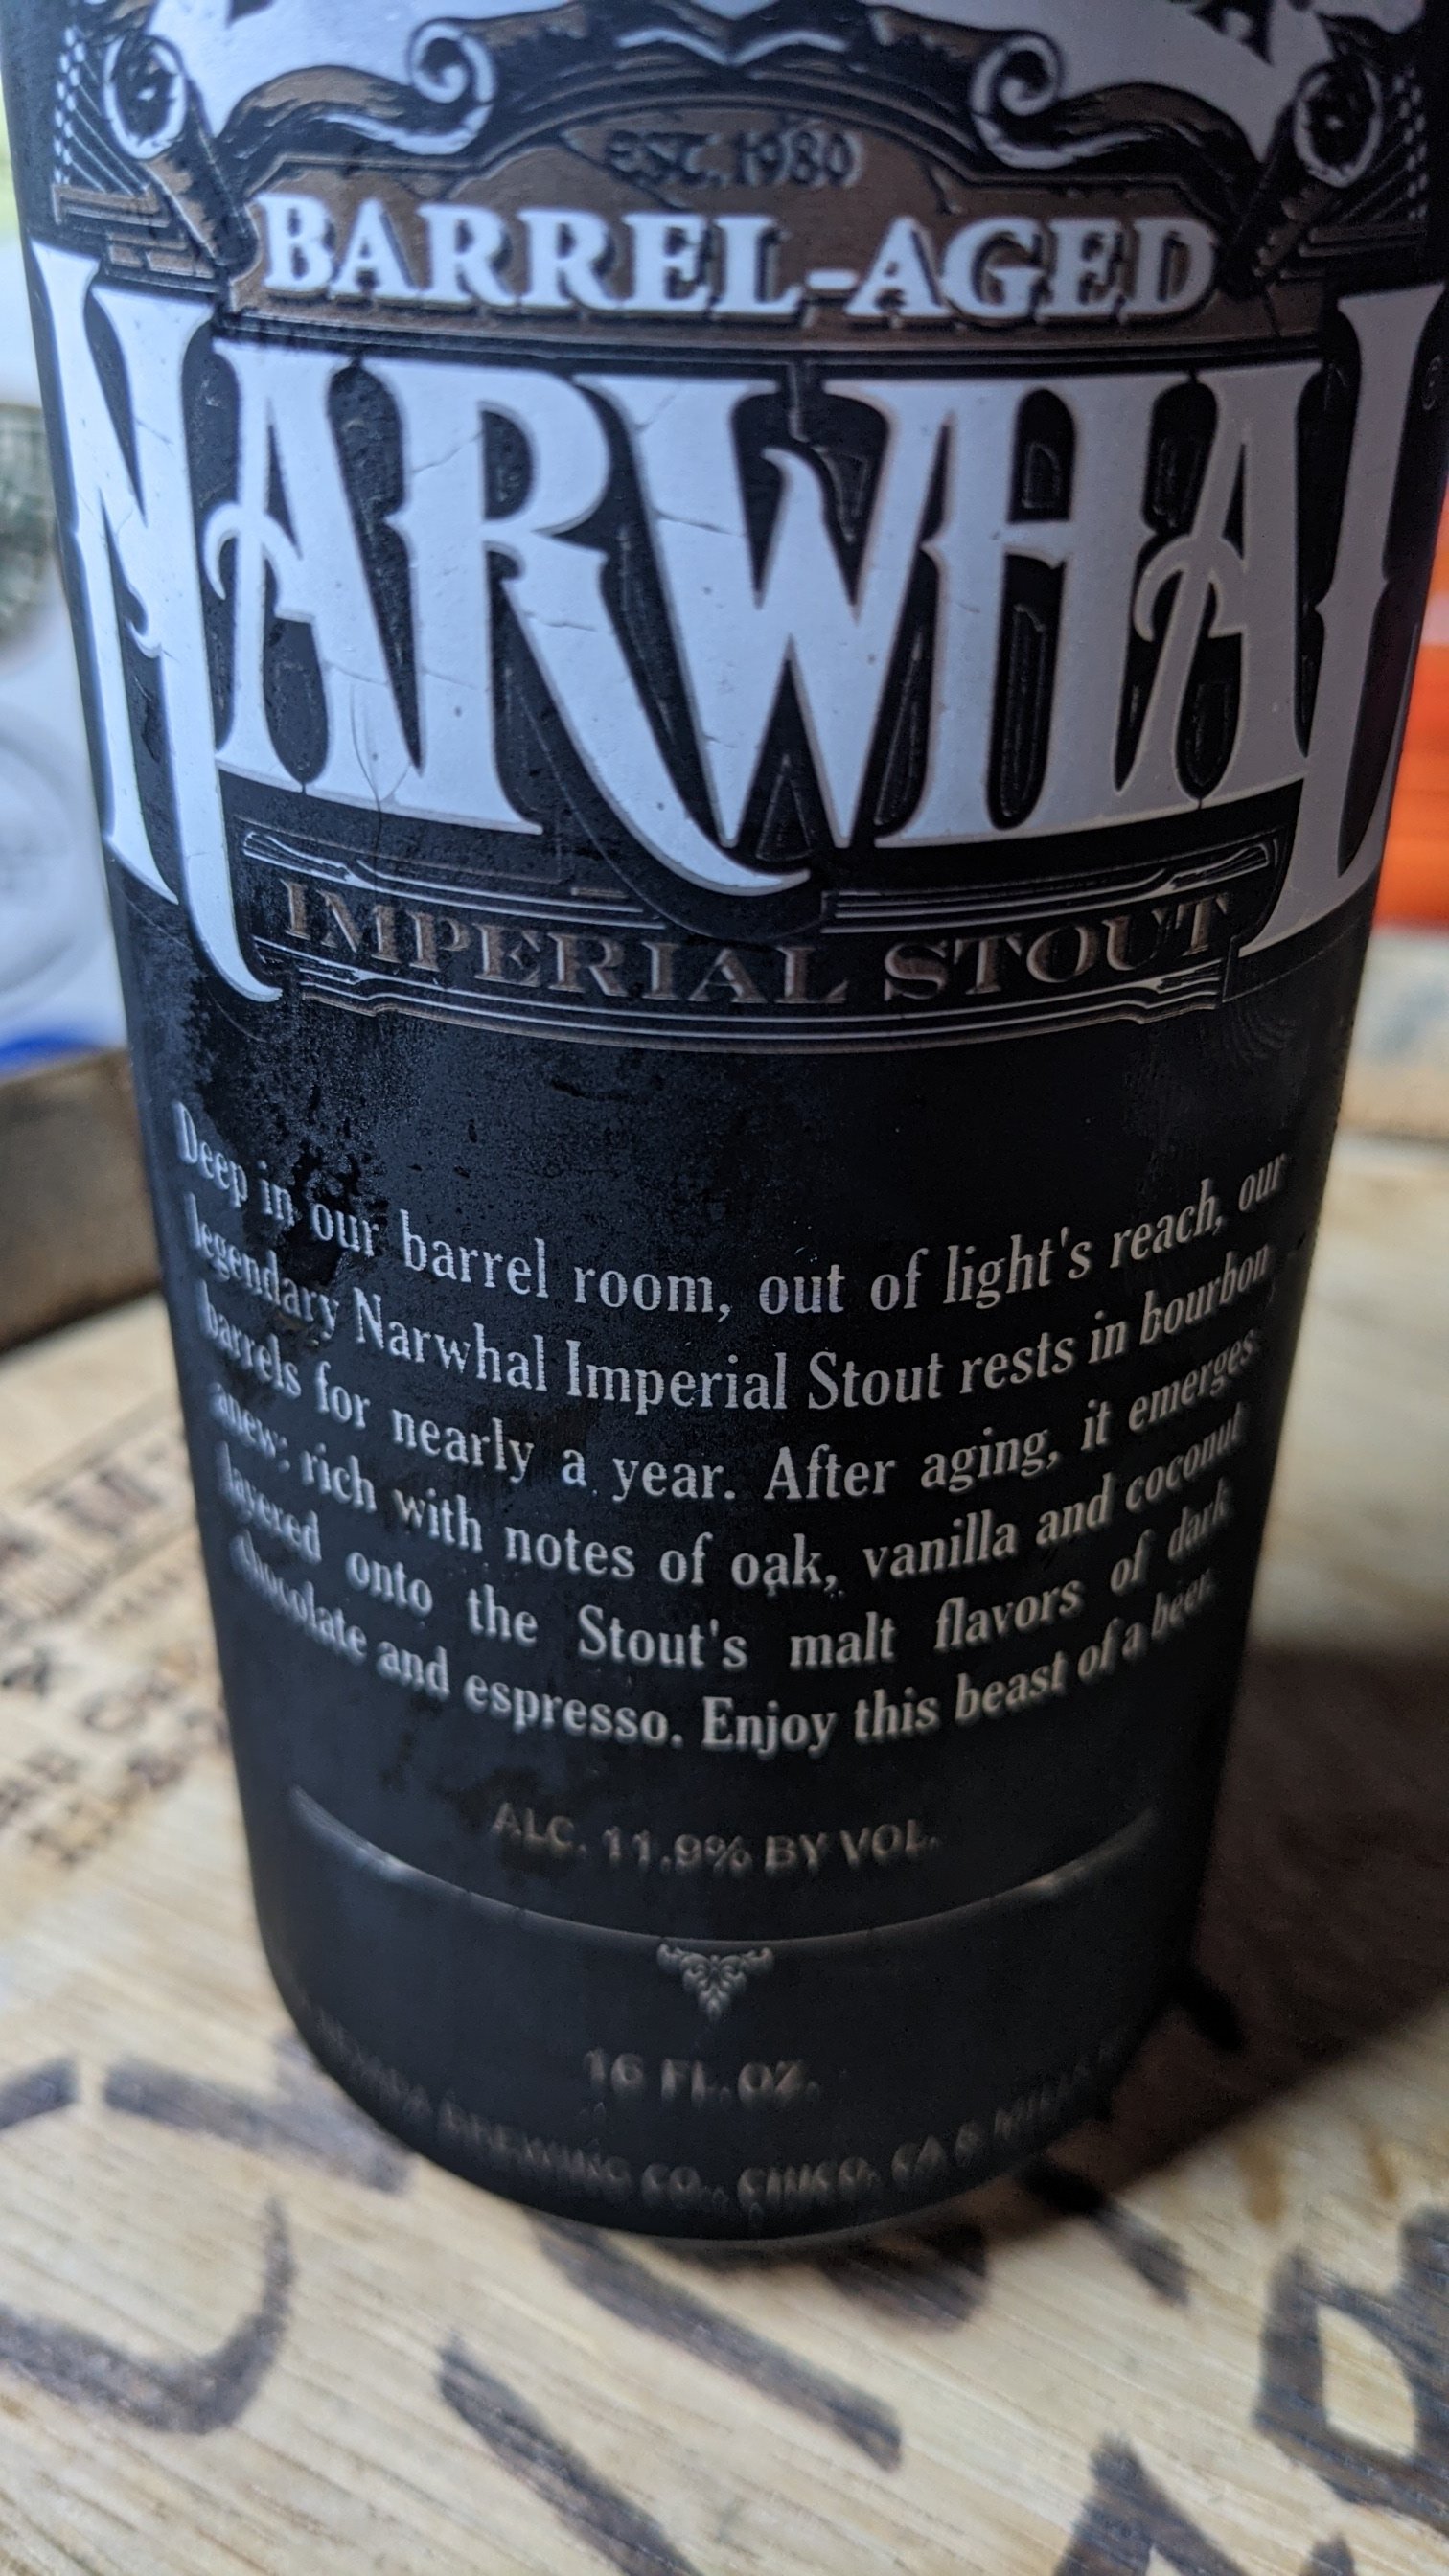 EST. 1980
BARREL-AGED
NARWHAL
IMPERIAL STOUT
Deep in our barrel room, out of light's reach, our
legendary Narwhal Imperial Stout rests in bourbon
barrels for nearly a year. After aging, it emerges
anew; rich with notes of oak, vanilla and coconut
layered onto the Stout's malt flavors of dark
chocolate and espresso. Enjoy this beast of a beer.
ALC. 11.9% BY VOL.
16 FL. OZ.
BREWING CO., CHICO, CA &